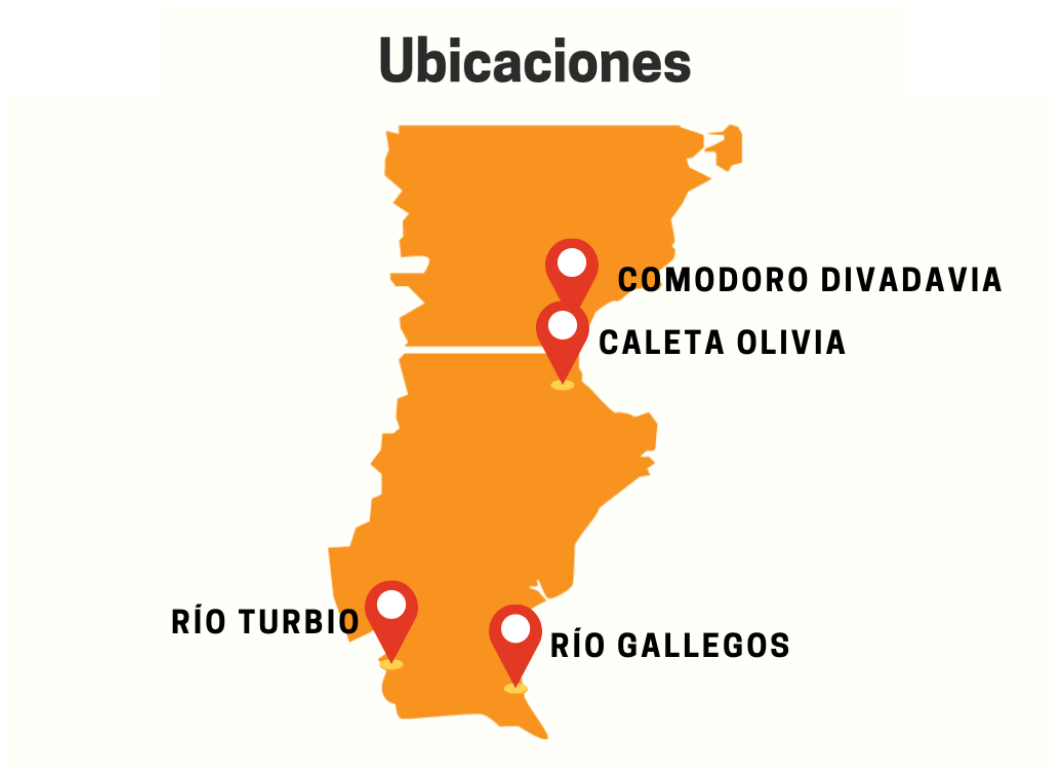 Ubicaciones
COMODORO DIVADAVIA
CALETA OLIVIA
RÍO TURBIO
RÍO GALLEGOS